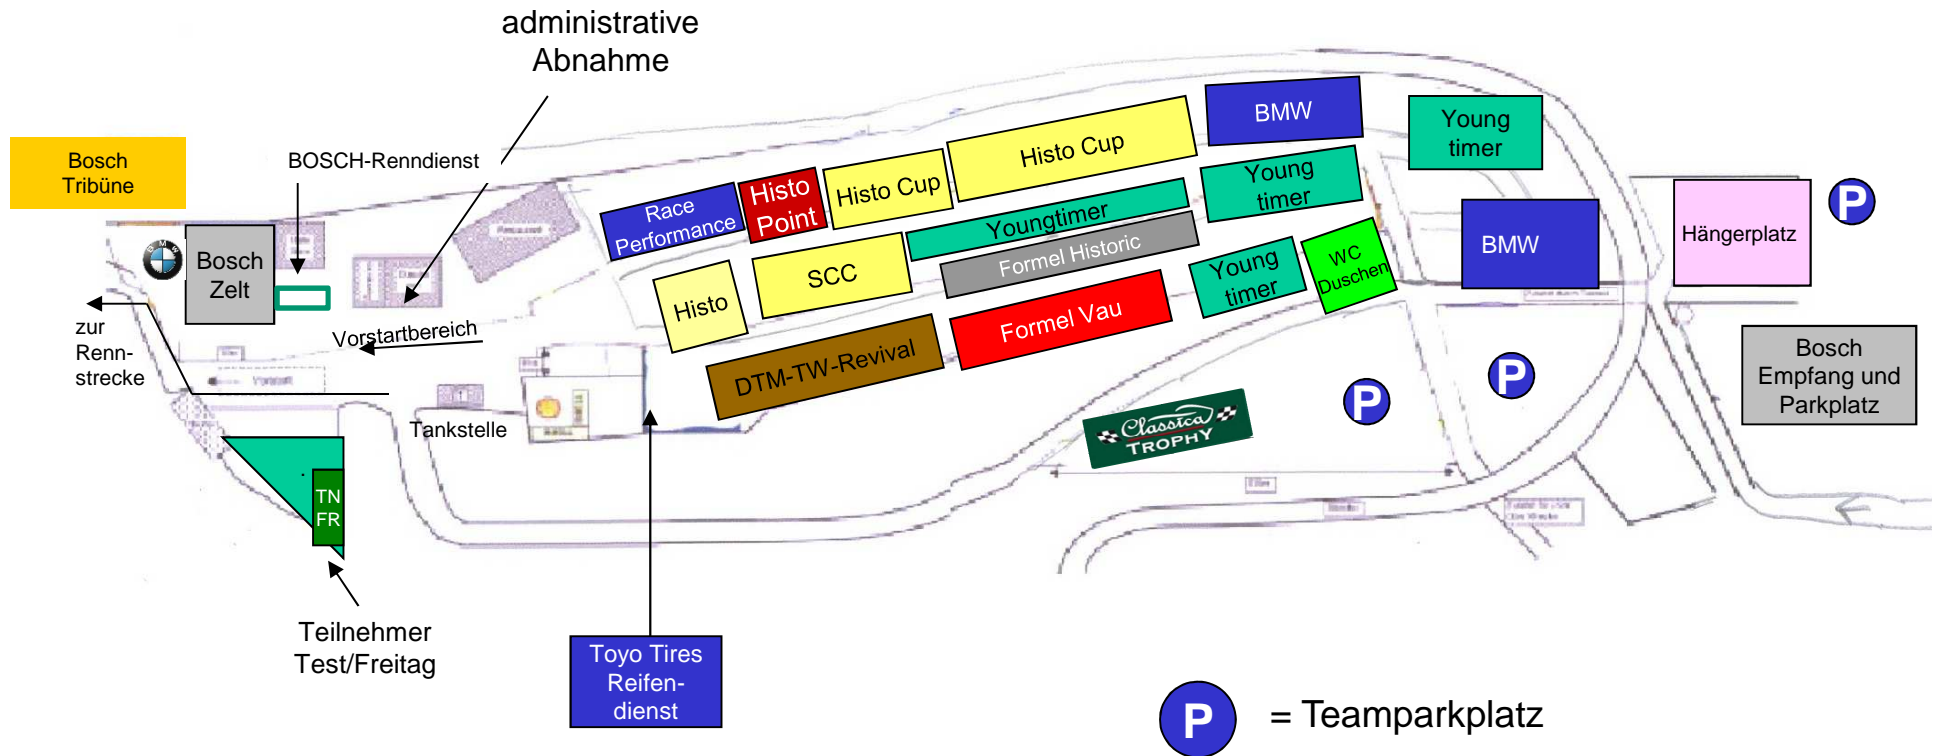 administrative
Abnahme
Bosch
Tribüne
BOSCH-Renndienst
BMW
Bosch
Zelt
zur
Renn-
strecke
Vorstartbereich
Vorstart
Tankstelle
TN
FR
Teilnehmer
Test/Freitag
Toyo Tires
Reifen-
dienst
Race
Performance
Histo
Point
Histo Cup
Histo Cup
BMW
Young
timer
Histo
SCC
Youngtimer
Formel Historic
Young
timer
DTM-TW-Revival
Formel Vau
Young
timer
WC
Duschen
BMW
Hängerplatz
P
Bosch
Empfang und
Parkplatz
P
P
Classica
TROPHY
P = Teamparkplatz